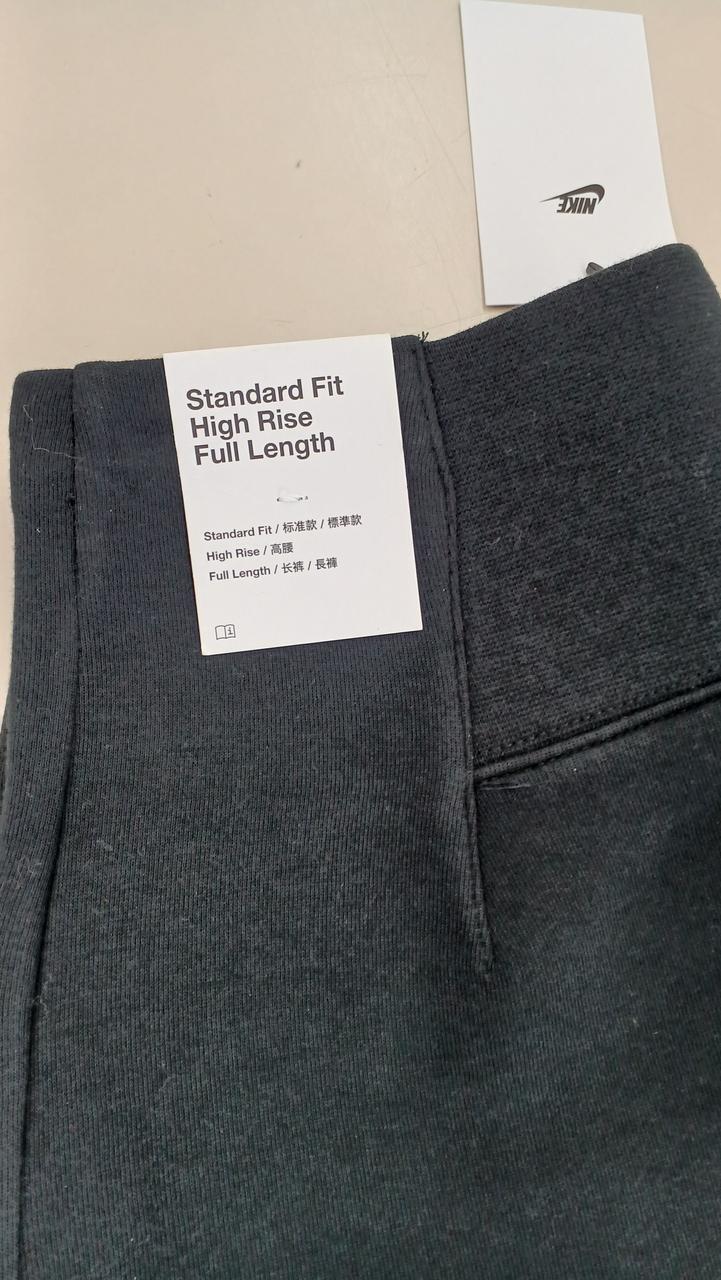 NIKE
Standard Fit
High Rise
Full Length
Standard Fit / 标准款 / 標準款
High Rise / 高腰
Full Length / 长裤 / 長褲